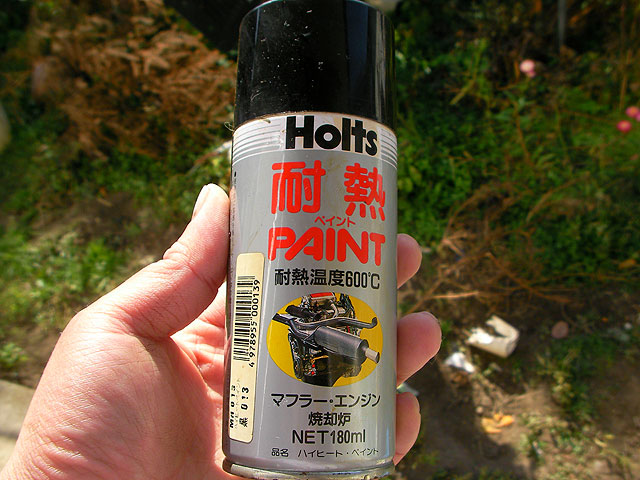 Holts
耐熱
ペイント
PAINT
耐熱温度600℃
マフラー・エンジン
焼却炉
NET180ml
品名 ハイヒート・ペイント
4978955 000139
MH 013
黒 013